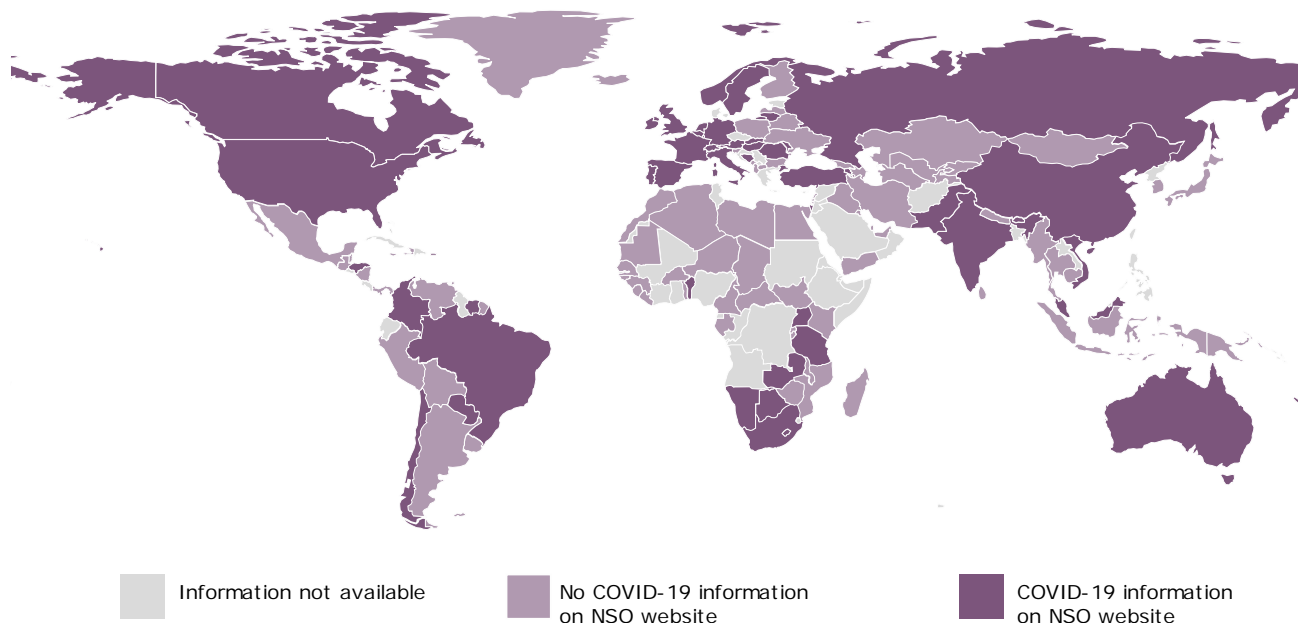 Information not available
No COVID-19 information
on NSO website
COVID-19 information
on NSO website